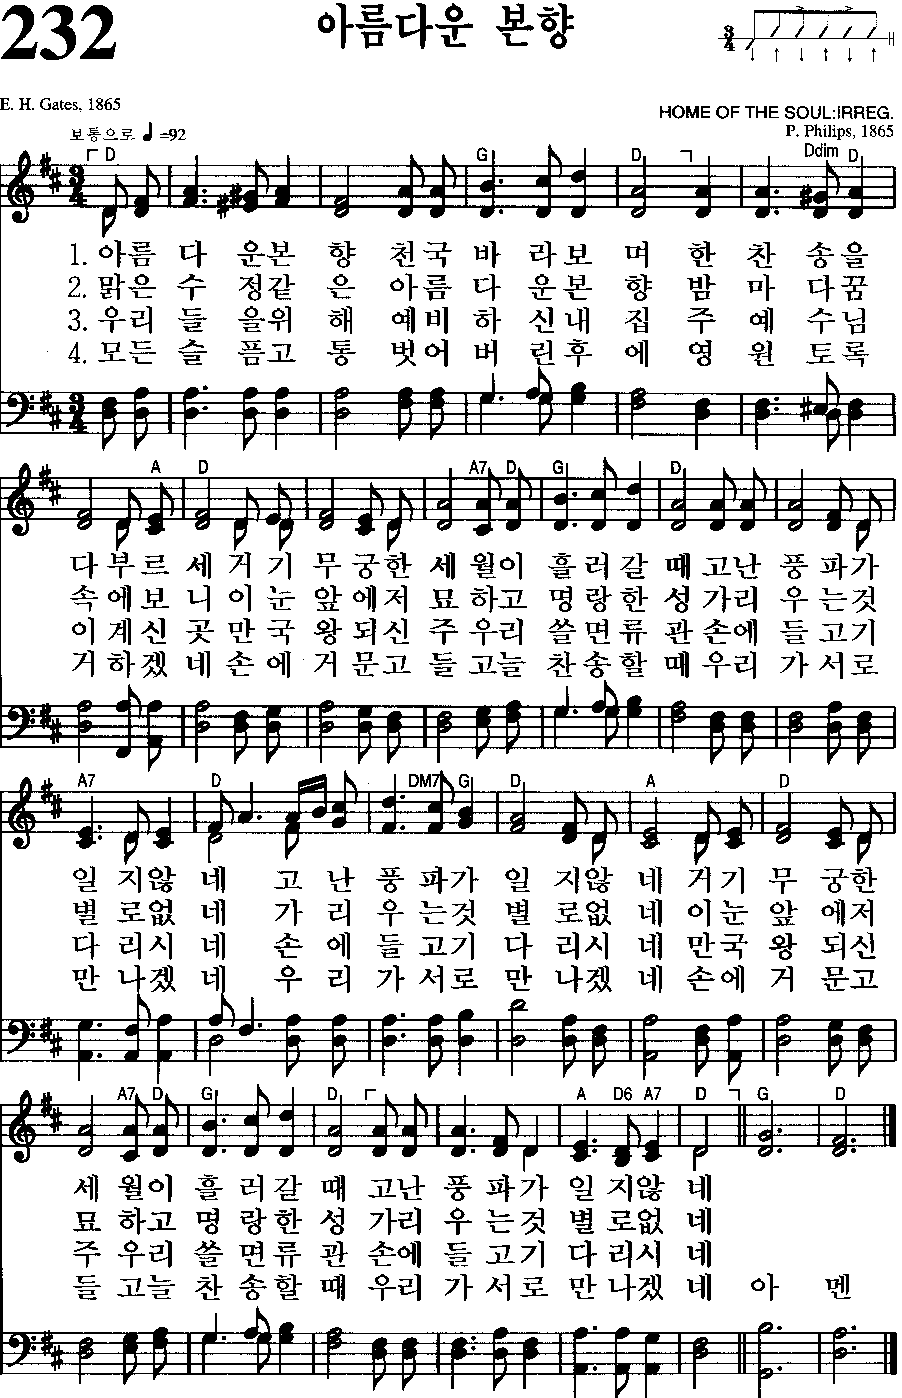 232 아름다운 본향
E. H. Gates, 1865
HOME OF THE SOUL:IRREG.
보통으로 ♩=92
P. Philips, 1865
D G D Ddim D
1. 아름 다 운본 향 천국 바 라보 며 한 찬 송을
2. 맑은 수 정같 은 아름 다 운본 향 밤 마 다꿈
3. 우리 들 을위 해 예비 하 신내 집 주 예 수님
4. 모든 슬 픔고 통 벗어 버 린후 에 영 원 토록
A D A7 D G D
다 부르 세 거 기 무 궁한 세 월이 흘 러갈 때 고난 풍 파가
속 에보 니 이 눈 앞 에저 묘 하고 명 랑한 성 가리 우 는것
이 계신 곳 만 국 왕 되신 주 우리 쓸 면류 관 손에 들 고기
거 하겠 네 손 에 거 문고 들 고늘 찬 송할 때 우리 가 서로
A7 D DM7 G D A D
일 지않 네 고 난 풍 파가 일 지않 네 거기 무 궁한
별 로없 네 가 리 우 는것 별 로없 네 이눈 앞 에저
다 리시 네 손 에 들 고기 다 리시 네 만국 왕 되신
만 나겠 네 우 리 가 서로 만 나겠 네 손에 거 문고
A7 D G D A D6 A7 D G D
세 월이 흘 러갈 때 고난 풍 파가 일 지않 네
묘 하고 명 랑한 성 가리 우 는것 별 로없 네
주 우리 쓸 면류 관 손에 들 고기 다 리시 네
들 고늘 찬 송할 때 우리 가 서로 만 나겠 네 아 멘